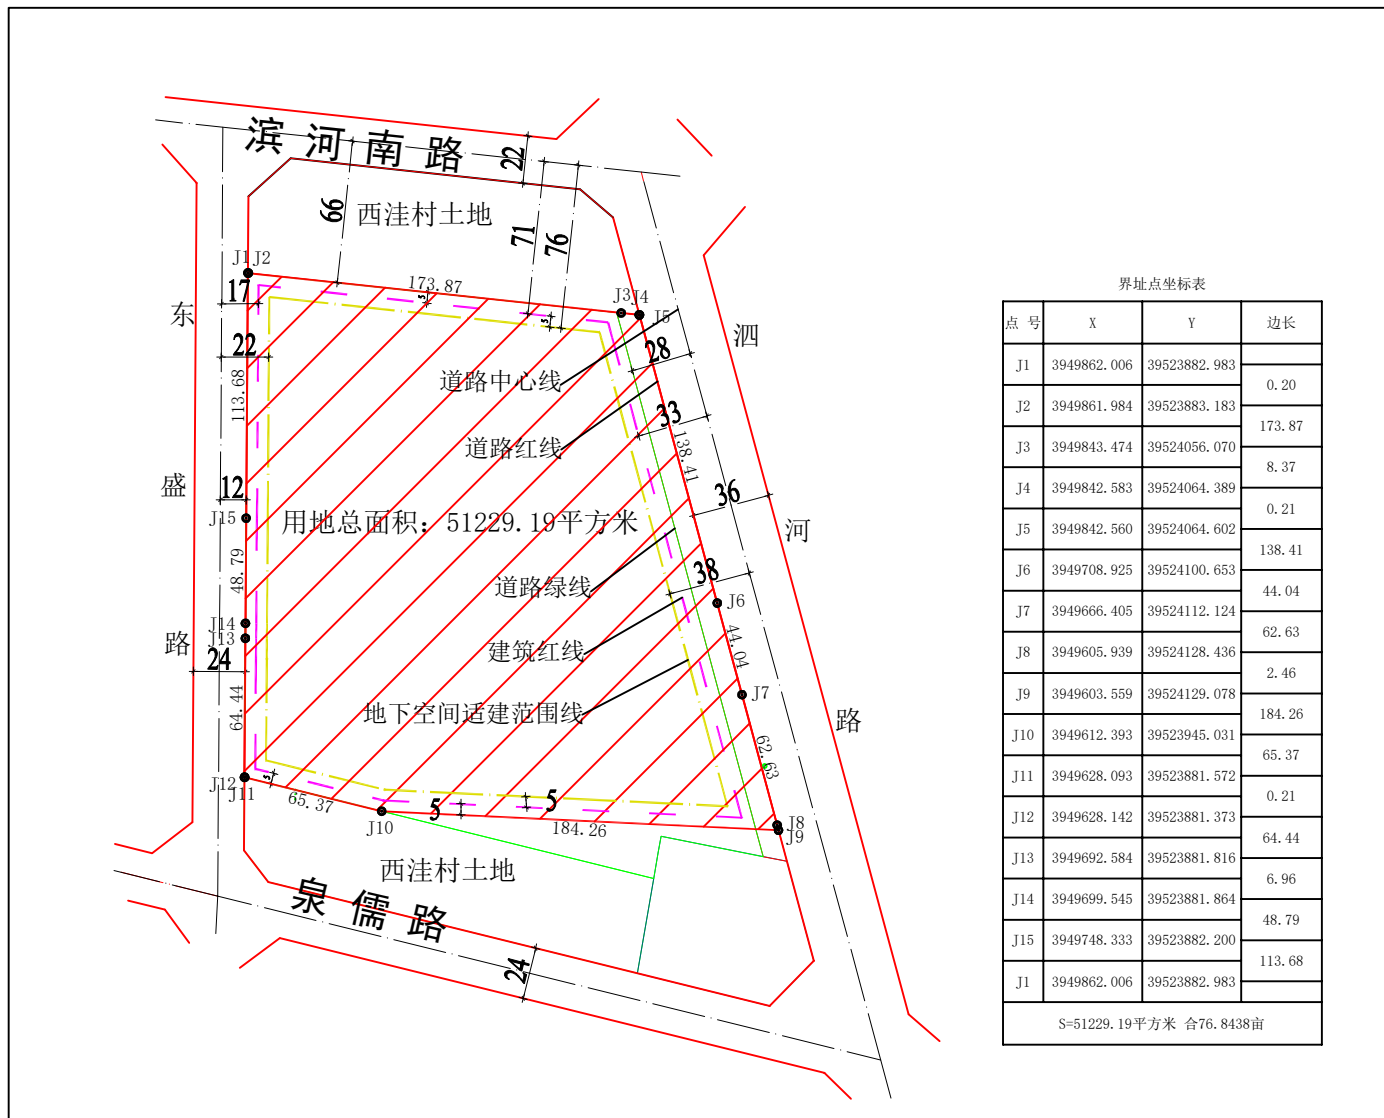 滨河南路
22
66
西洼村土地
71
76
J1
J2
173.87
J3
J4
J5
17
5
5
东
泗
22
28
道路中心线
113.68
33
道路红线
138.41
盛
12
36
J15
用地总面积：51229.19平方米
河
48.79
道路绿线
38
J6
J14
J13
44.04
路
建筑红线
24
J7
64.44
地下空间适建范围线
路
62.63
J12
J11
5
65.37
5
5
J10
184.26
J8
J9
西洼村土地
泉儒路
24
界址点坐标表
点 号 X Y 边长
J1 3949862.006 39523882.983
0.20
J2 3949861.984 39523883.183
173.87
J3 3949843.474 39524056.070
8.37
J4 3949842.583 39524064.389
0.21
J5 3949842.560 39524064.602
138.41
J6 3949708.925 39524100.653
44.04
J7 3949666.405 39524112.124
62.63
J8 3949605.939 39524128.436
2.46
J9 3949603.559 39524129.078
184.26
J10 3949612.393 39523945.031
65.37
J11 3949628.093 39523881.572
0.21
J12 3949628.142 39523881.373
64.44
J13 3949692.584 39523881.816
6.96
J14 3949699.545 39523881.864
48.79
J15 3949748.333 39523882.200
113.68
J1 3949862.006 39523882.983
S=51229.19平方米 合76.8438亩